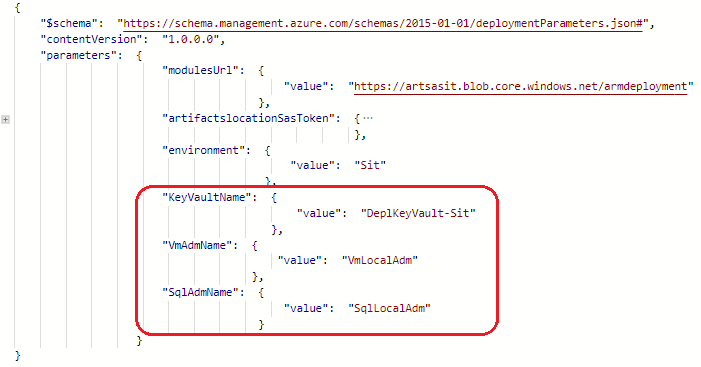 {
"$schema": "https://schema.management.azure.com/schemas/2015-01-01/deploymentParameters.json#",
"contentVersion": "1.0.0.0",
"parameters": {
"modulesUrl": {
"value": "https://artsasit.blob.core.windows.net/armdeployment"
},
"artifactslocationSasToken": {...
},
"environment": {
"value": "Sit"
},
"KeyVaultName": {
"value": "DeplKeyVault-Sit"
},
"VmAdmName": {
"value": "VmLocalAdm"
},
"SqlAdmName": {
"value": "SqlLocalAdm"
}
}
}